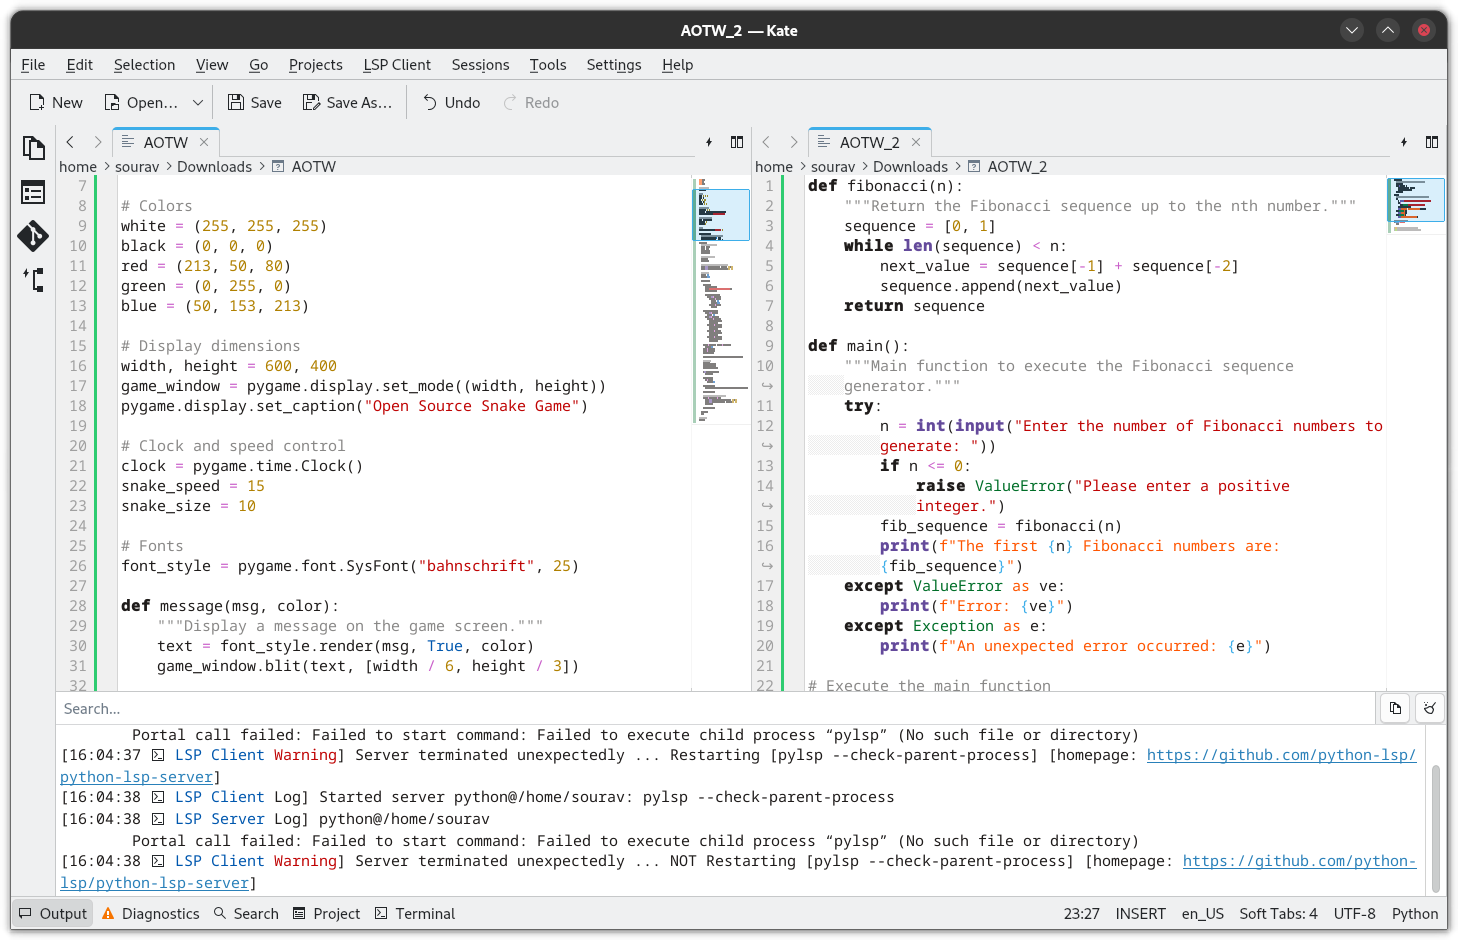 AOTW_2 — Kate
File Edit Selection View Go Projects LSP Client Sessions Tools Settings Help
New Open... Save Save As... Undo Redo
AOTW
home > sourav > Downloads > AOTW
7
8 # Colors
9 white = (255, 255, 255)
10 black = (0, 0, 0)
11 red = (213, 50, 80)
12 green = (0, 255, 0)
13 blue = (50, 153, 213)
14
15 # Display dimensions
16 width, height = 600, 400
17 game_window = pygame.display.set_mode((width, height))
18 pygame.display.set_caption("Open Source Snake Game")
19
20 # Clock and speed control
21 clock = pygame.time.Clock()
22 snake_speed = 15
23 snake_size = 10
24
25 # Fonts
26 font_style = pygame.font.SysFont("bahnschrift", 25)
27
28 def message(msg, color):
29     """Display a message on the game screen."""
30     text = font_style.render(msg, True, color)
31     game_window.blit(text, [width / 6, height / 3])
32
AOTW_2
home > sourav > Downloads > AOTW_2
1 def fibonacci(n):
2     """Return the Fibonacci sequence up to the nth number."""
3     sequence = [0, 1]
4     while len(sequence) < n:
5         next_value = sequence[-1] + sequence[-2]
6         sequence.append(next_value)
7     return sequence
8
9 def main():
10     """Main function to execute the Fibonacci sequence
↪     generator."""
11     try:
12         n = int(input("Enter the number of Fibonacci numbers to
↪         generate: "))
13         if n <= 0:
14             raise ValueError("Please enter a positive
↪             integer.")
15         fib_sequence = fibonacci(n)
16         print(f"The first {n} Fibonacci numbers are:
↪         {fib_sequence}")
17     except ValueError as ve:
18         print(f"Error: {ve}")
19     except Exception as e:
20         print(f"An unexpected error occurred: {e}")
21
22 # Execute the main function
Search...
Portal call failed: Failed to start command: Failed to execute child process “pylsp” (No such file or directory)
[16:04:37 LSP Client Warning] Server terminated unexpectedly ... Restarting [pylsp --check-parent-process] [homepage: https://github.com/python-lsp/
python-lsp-server]
[16:04:38 LSP Client Log] Started server python@/home/sourav: pylsp --check-parent-process
[16:04:38 LSP Server Log] python@/home/sourav
Portal call failed: Failed to start command: Failed to execute child process “pylsp” (No such file or directory)
[16:04:38 LSP Client Warning] Server terminated unexpectedly ... NOT Restarting [pylsp --check-parent-process] [homepage: https://github.com/python-
lsp/python-lsp-server]
Output Diagnostics Search Project Terminal 23:27 INSERT en_US Soft Tabs: 4 UTF-8 Python